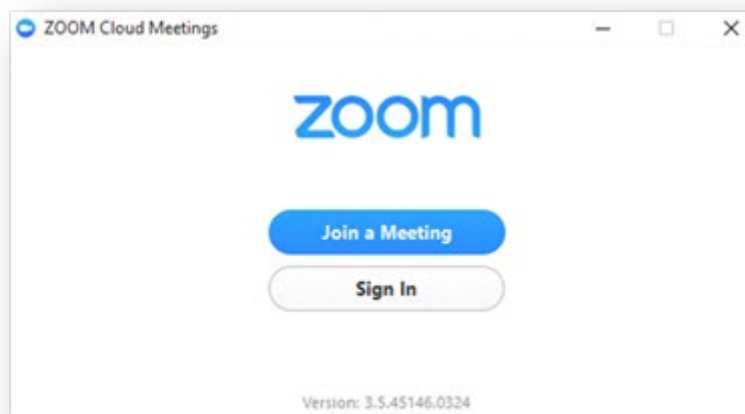 ZOOM Cloud Meetings
zoom
Join a Meeting
Sign In
Version: 3.5.45146.0324